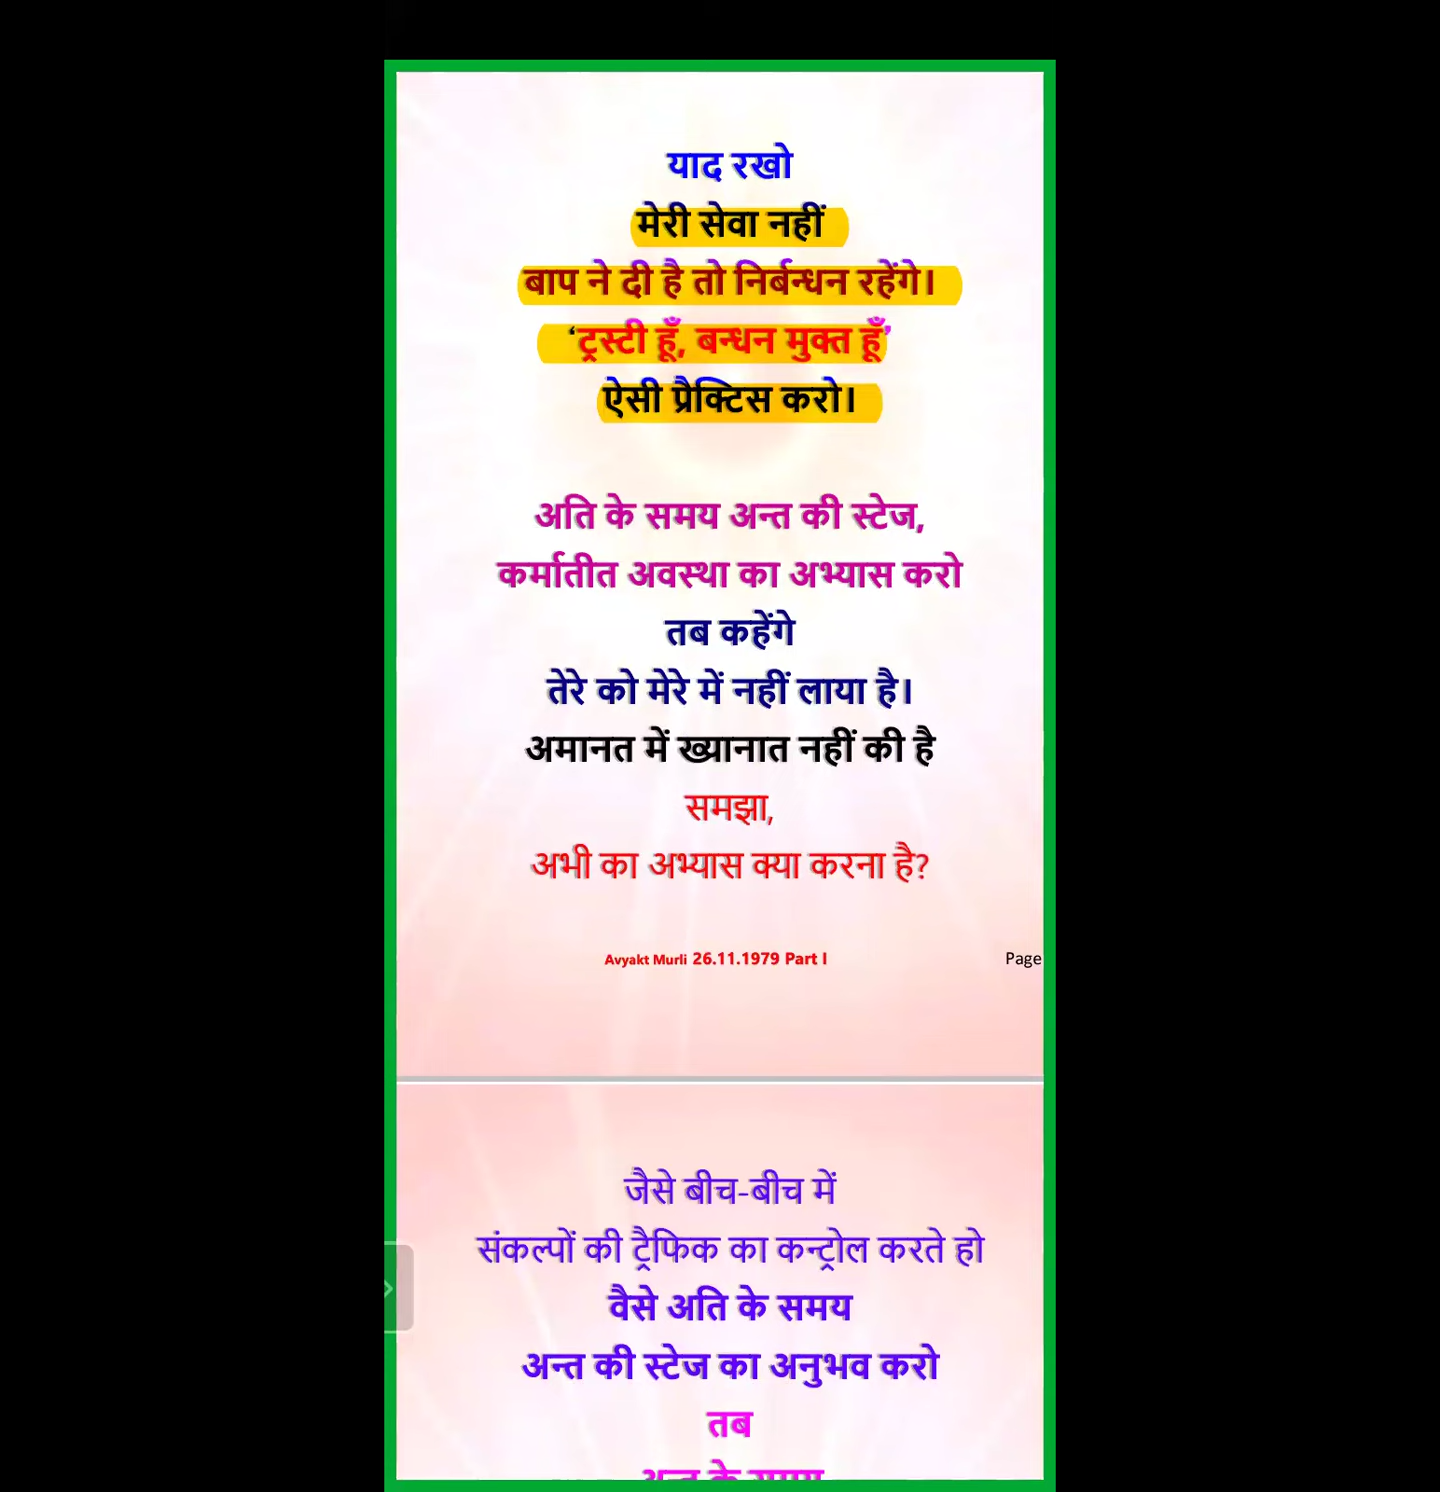 याद रखो
मेरी सेवा नहीं
बाप ने दी है तो निर्बन्धन रहेंगे।
‘ट्रस्टी हूँ, बन्धन मुक्त हूँ’
ऐसी प्रैक्टिस करो।
अति के समय अन्त की स्टेज,
कर्मातीत अवस्था का अभ्यास करो
तब कहेंगे
तेरे को मेरे में नहीं लाया है।
अमानत में ख्यानात नहीं की है
समझा,
अभी का अभ्यास क्या करना है?
Avyakt Murli 26.11.1979 Part I Page
जैसे बीच-बीच में
संकल्पों की ट्रैफिक का कन्ट्रोल करते हो
वैसे अति के समय
अन्त की स्टेज का अनुभव करो
तब
अन्त के समय